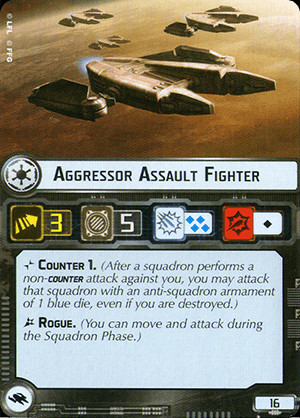 © LFL © FFG
AGGRESSOR ASSAULT FIGHTER
3 5
COUNTER 1. (After a squadron performs a
non-COUNTER attack against you, you may attack
that squadron with an anti-squadron armament
of 1 blue die, even if you are destroyed.)
ROGUE. (You can move and attack during
the Squadron Phase.)
16